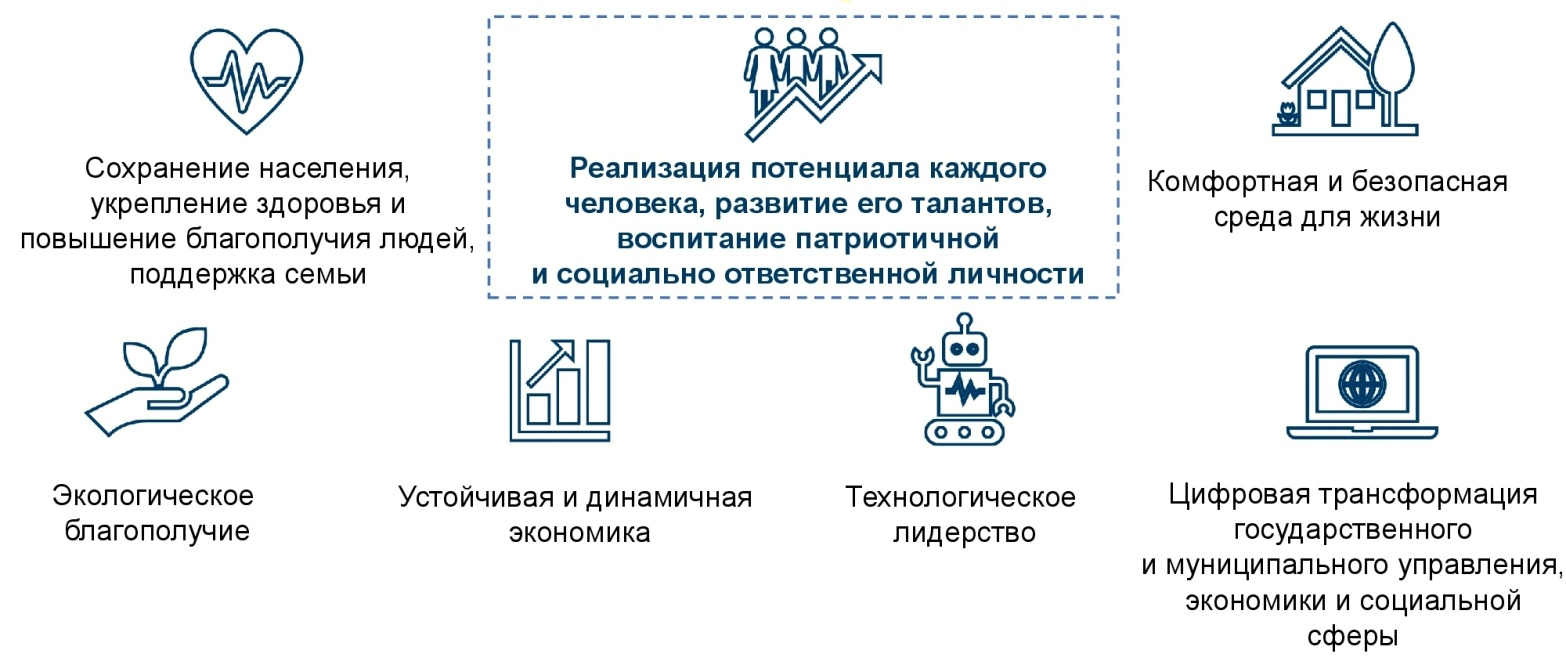 Сохранение населения,
укрепление здоровья и
повышение благополучия людей,
поддержка семьи
Реализация потенциала каждого
человека, развитие его талантов,
воспитание патриотичной
и социально ответственной личности
Комфортная и безопасная
среда для жизни
Экологическое
благополучие
Устойчивая и динамичная
экономика
Технологическое
лидерство
Цифровая трансформация
государственного
и муниципального управления,
экономики и социальной
сферы